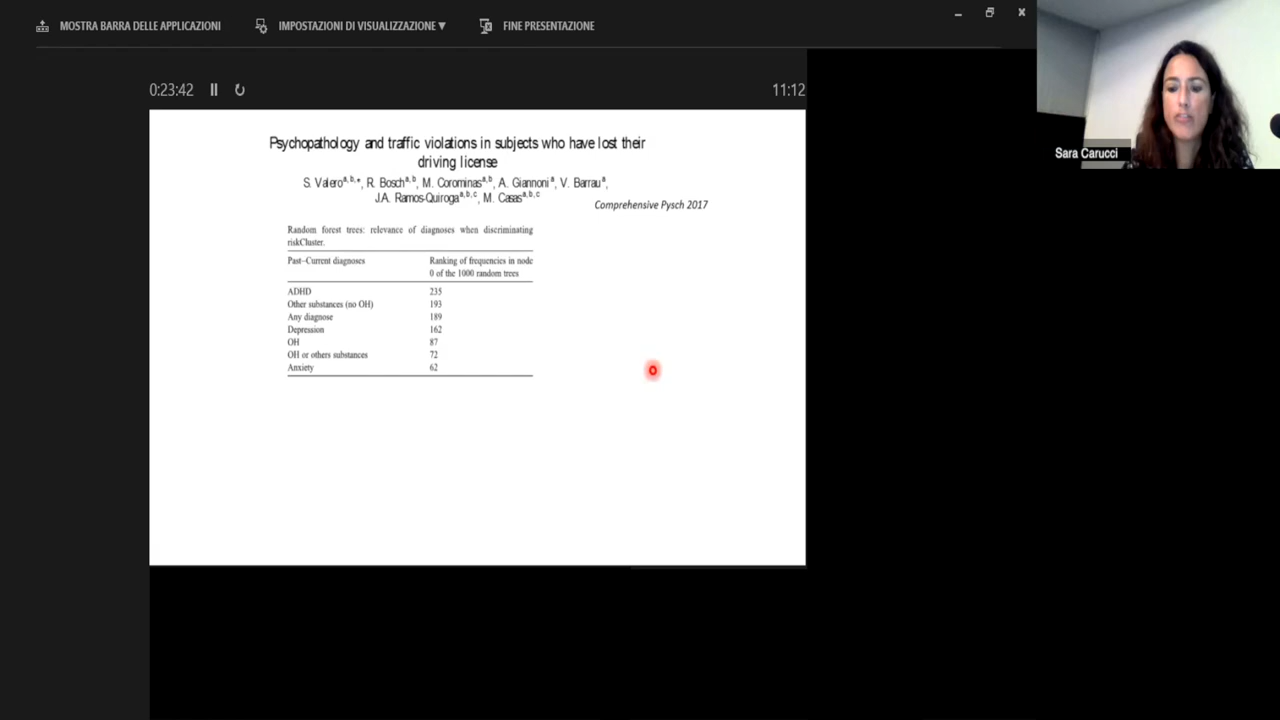 MOSTRA BARRA DELLE APPLICAZIONI IMPOSTAZIONI DI VISUALIZZAZIONE ▼ FINE PRESENTAZIONE
0:23:42 11:12
Sara Carucci
Psychopathology and traffic violations in subjects who have lost their
driving license
S. Valero a,b,*, R. Bosch a,b, M. Corominas a,b, A. Giannoni a, V. Barrau a,
J.A. Ramos-Quiroga a,b,c, M. Casas a,b,c
Comprehensive Pysch 2017
Random forest trees: relevance of diagnoses when discriminating
riskCluster.
Past–Current diagnoses Ranking of frequencies in node
0 of the 1000 random trees
ADHD 235
Other substances (no OH) 193
Any diagnose 189
Depression 162
OH 87
OH or others substances 72
Anxiety 62